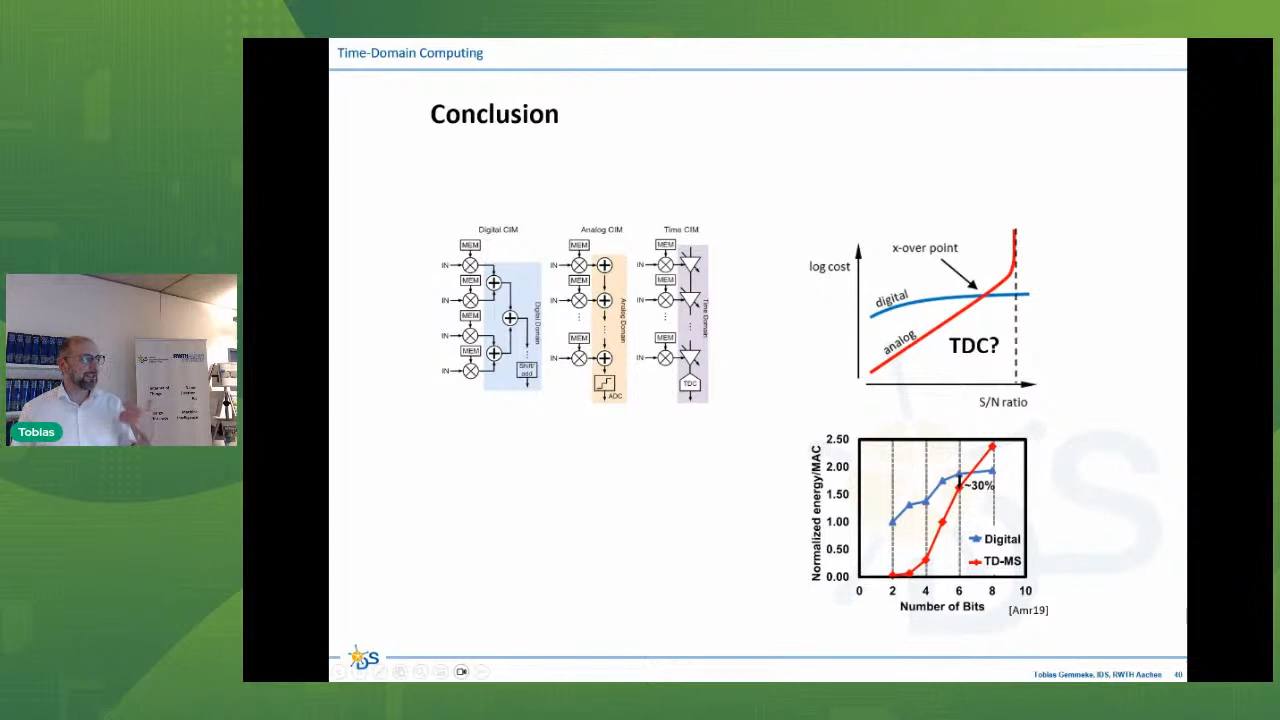 Time-Domain Computing
Conclusion
Digital CIM
Analog CIM
Time CIM
MEM
IN
MEM
IN
MEM
IN
MEM
IN
Digital Domain
Shift/
add
MEM
IN
MEM
IN
MEM
IN
Analog Domain
ADC
MEM
IN
MEM
IN
MEM
IN
Time Domain
TDC
x-over point
log cost
digital
analog
TDC?
S/N ratio
Normalized energy/MAC
2.50
2.00
1.50
1.00
0.50
0.00
~30%
Digital
TD-MS
0 2 4 6 8 10
Number of Bits
[Amr19]
Tobias
RWTH
IDS
Tobias Gemmeke, IDS, RWTH Aachen 40